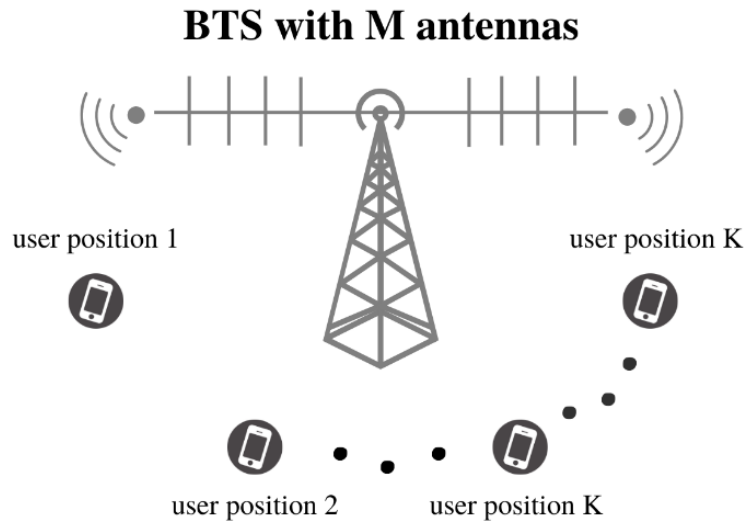 BTS with M antennas
user position 1
user position K
user position 2
user position K